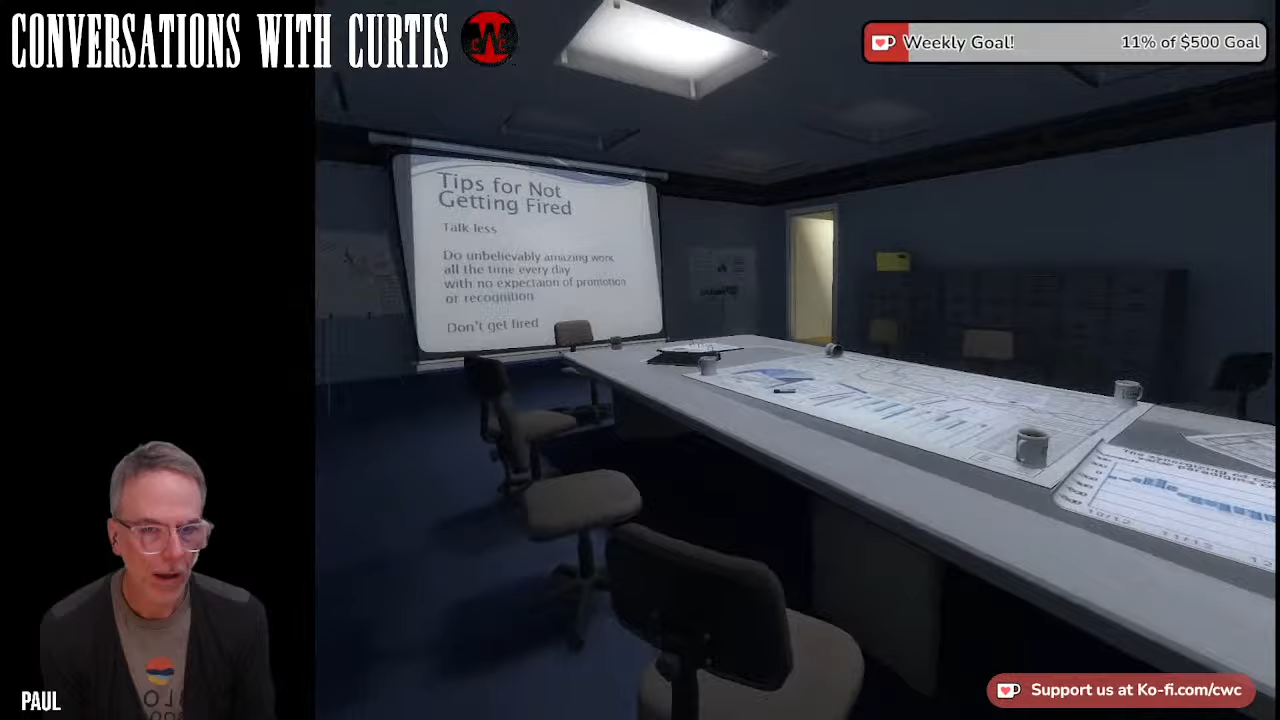 CONVERSATIONS WITH CURTIS
CWC
Weekly Goal!
11% of $500 Goal
Tips for Not
Getting Fired
Talk less
Do unbelievably amazing work
all the time every day
with no expectaion of promotion
or recognition
Don't get fired
PAUL
Support us at Ko-fi.com/cwc